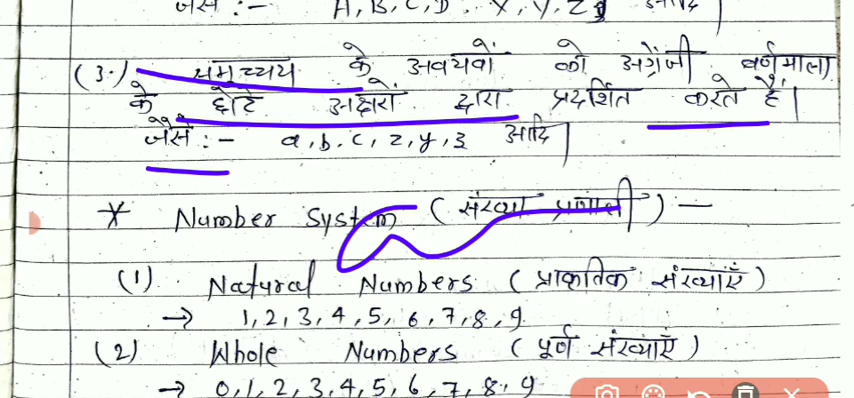 जैसे :- A, B, C, D. X, Y, Z आदि|
(3.) समुच्चय के अवयवों को अंग्रेजी वर्णमाला
के छोटे अक्षरों द्वारा प्रदर्शित करते हैं|
जैसे :- a, b, c, z, y, z आदि|
* Number System (संख्या प्रणाली) —
(1) Natural Numbers (प्राकृतिक संख्याएँ)
→ 1, 2, 3, 4, 5, 6, 7, 8, 9
(2) Whole Numbers (पूर्ण संख्याएँ)
→ 0, 1, 2, 3, 4, 5, 6, 7, 8, 9